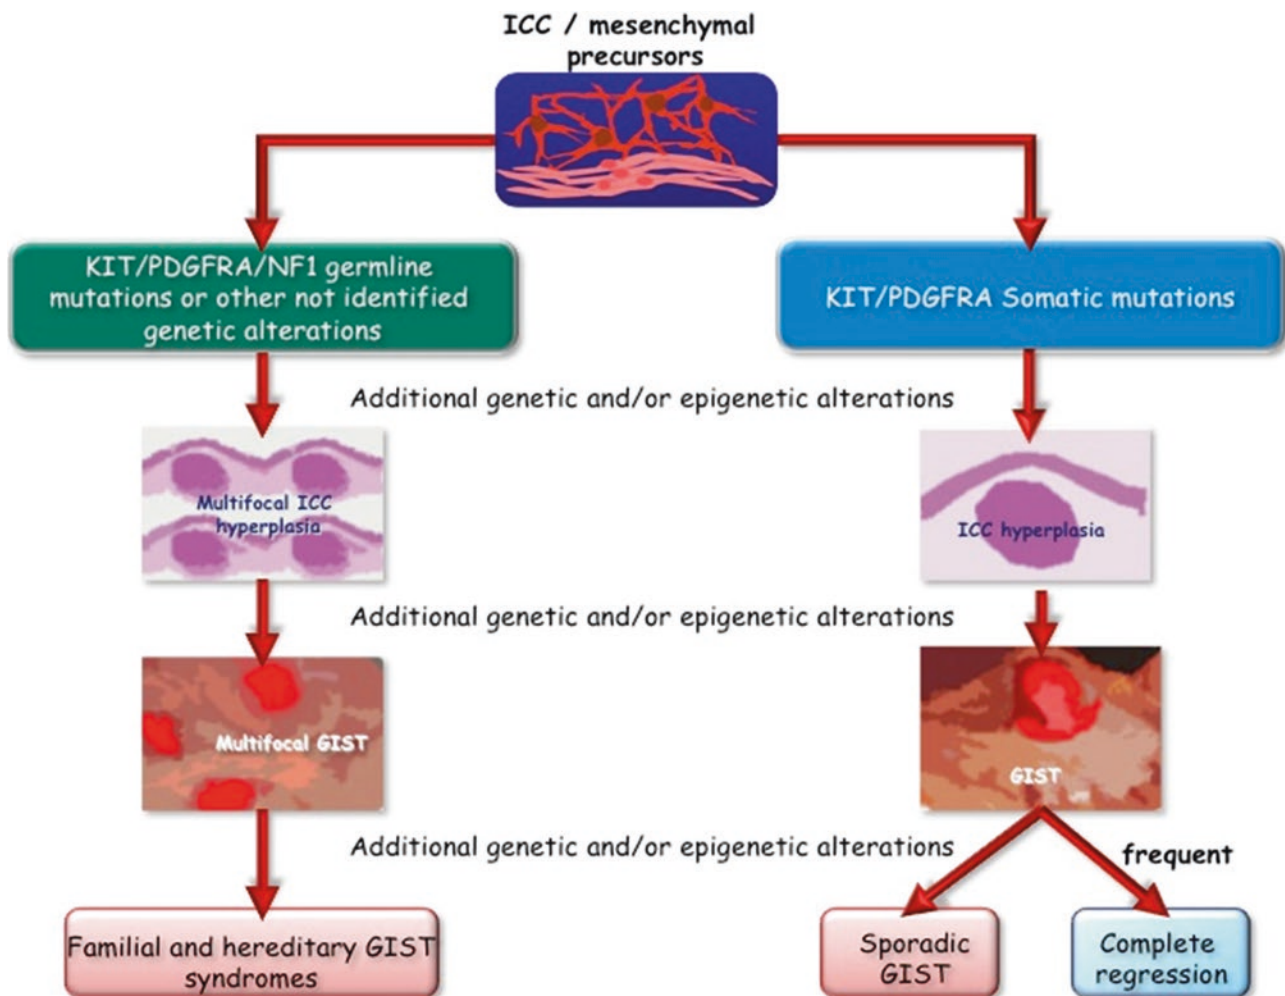 ICC / mesenchymal
precursors
KIT/PDGFRA/NF1 germline
mutations or other not identified
genetic alterations
KIT/PDGFRA Somatic mutations
Additional genetic and/or epigenetic alterations
Multifocal ICC
hyperplasia
ICC hyperplasia
Additional genetic and/or epigenetic alterations
Multifocal GIST
GIST
Additional genetic and/or epigenetic alterations
frequent
Familial and hereditary GIST
syndromes
Sporadic
GIST
Complete
regression